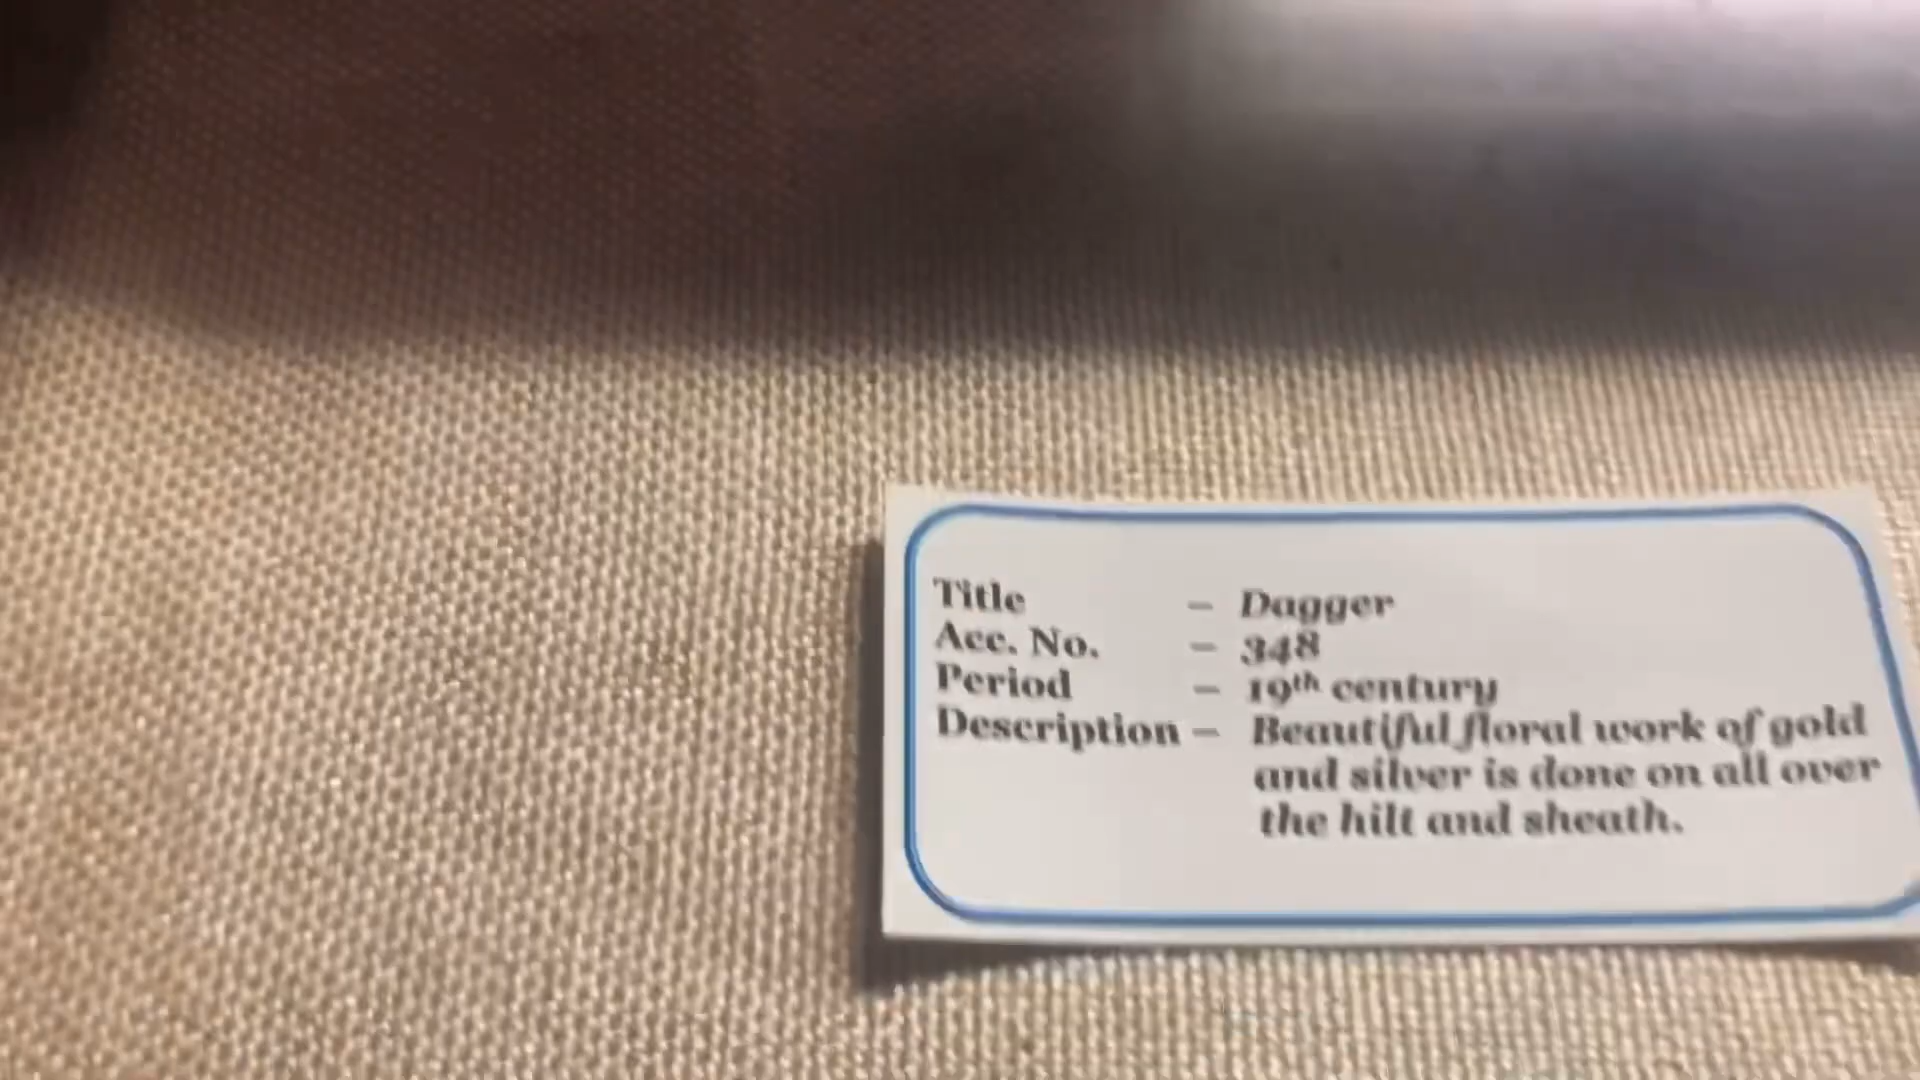 Title – Dagger
Acc. No. – 348
Period – 19th century
Description – Beautiful floral work of gold
and silver is done on all over
the hilt and sheath.